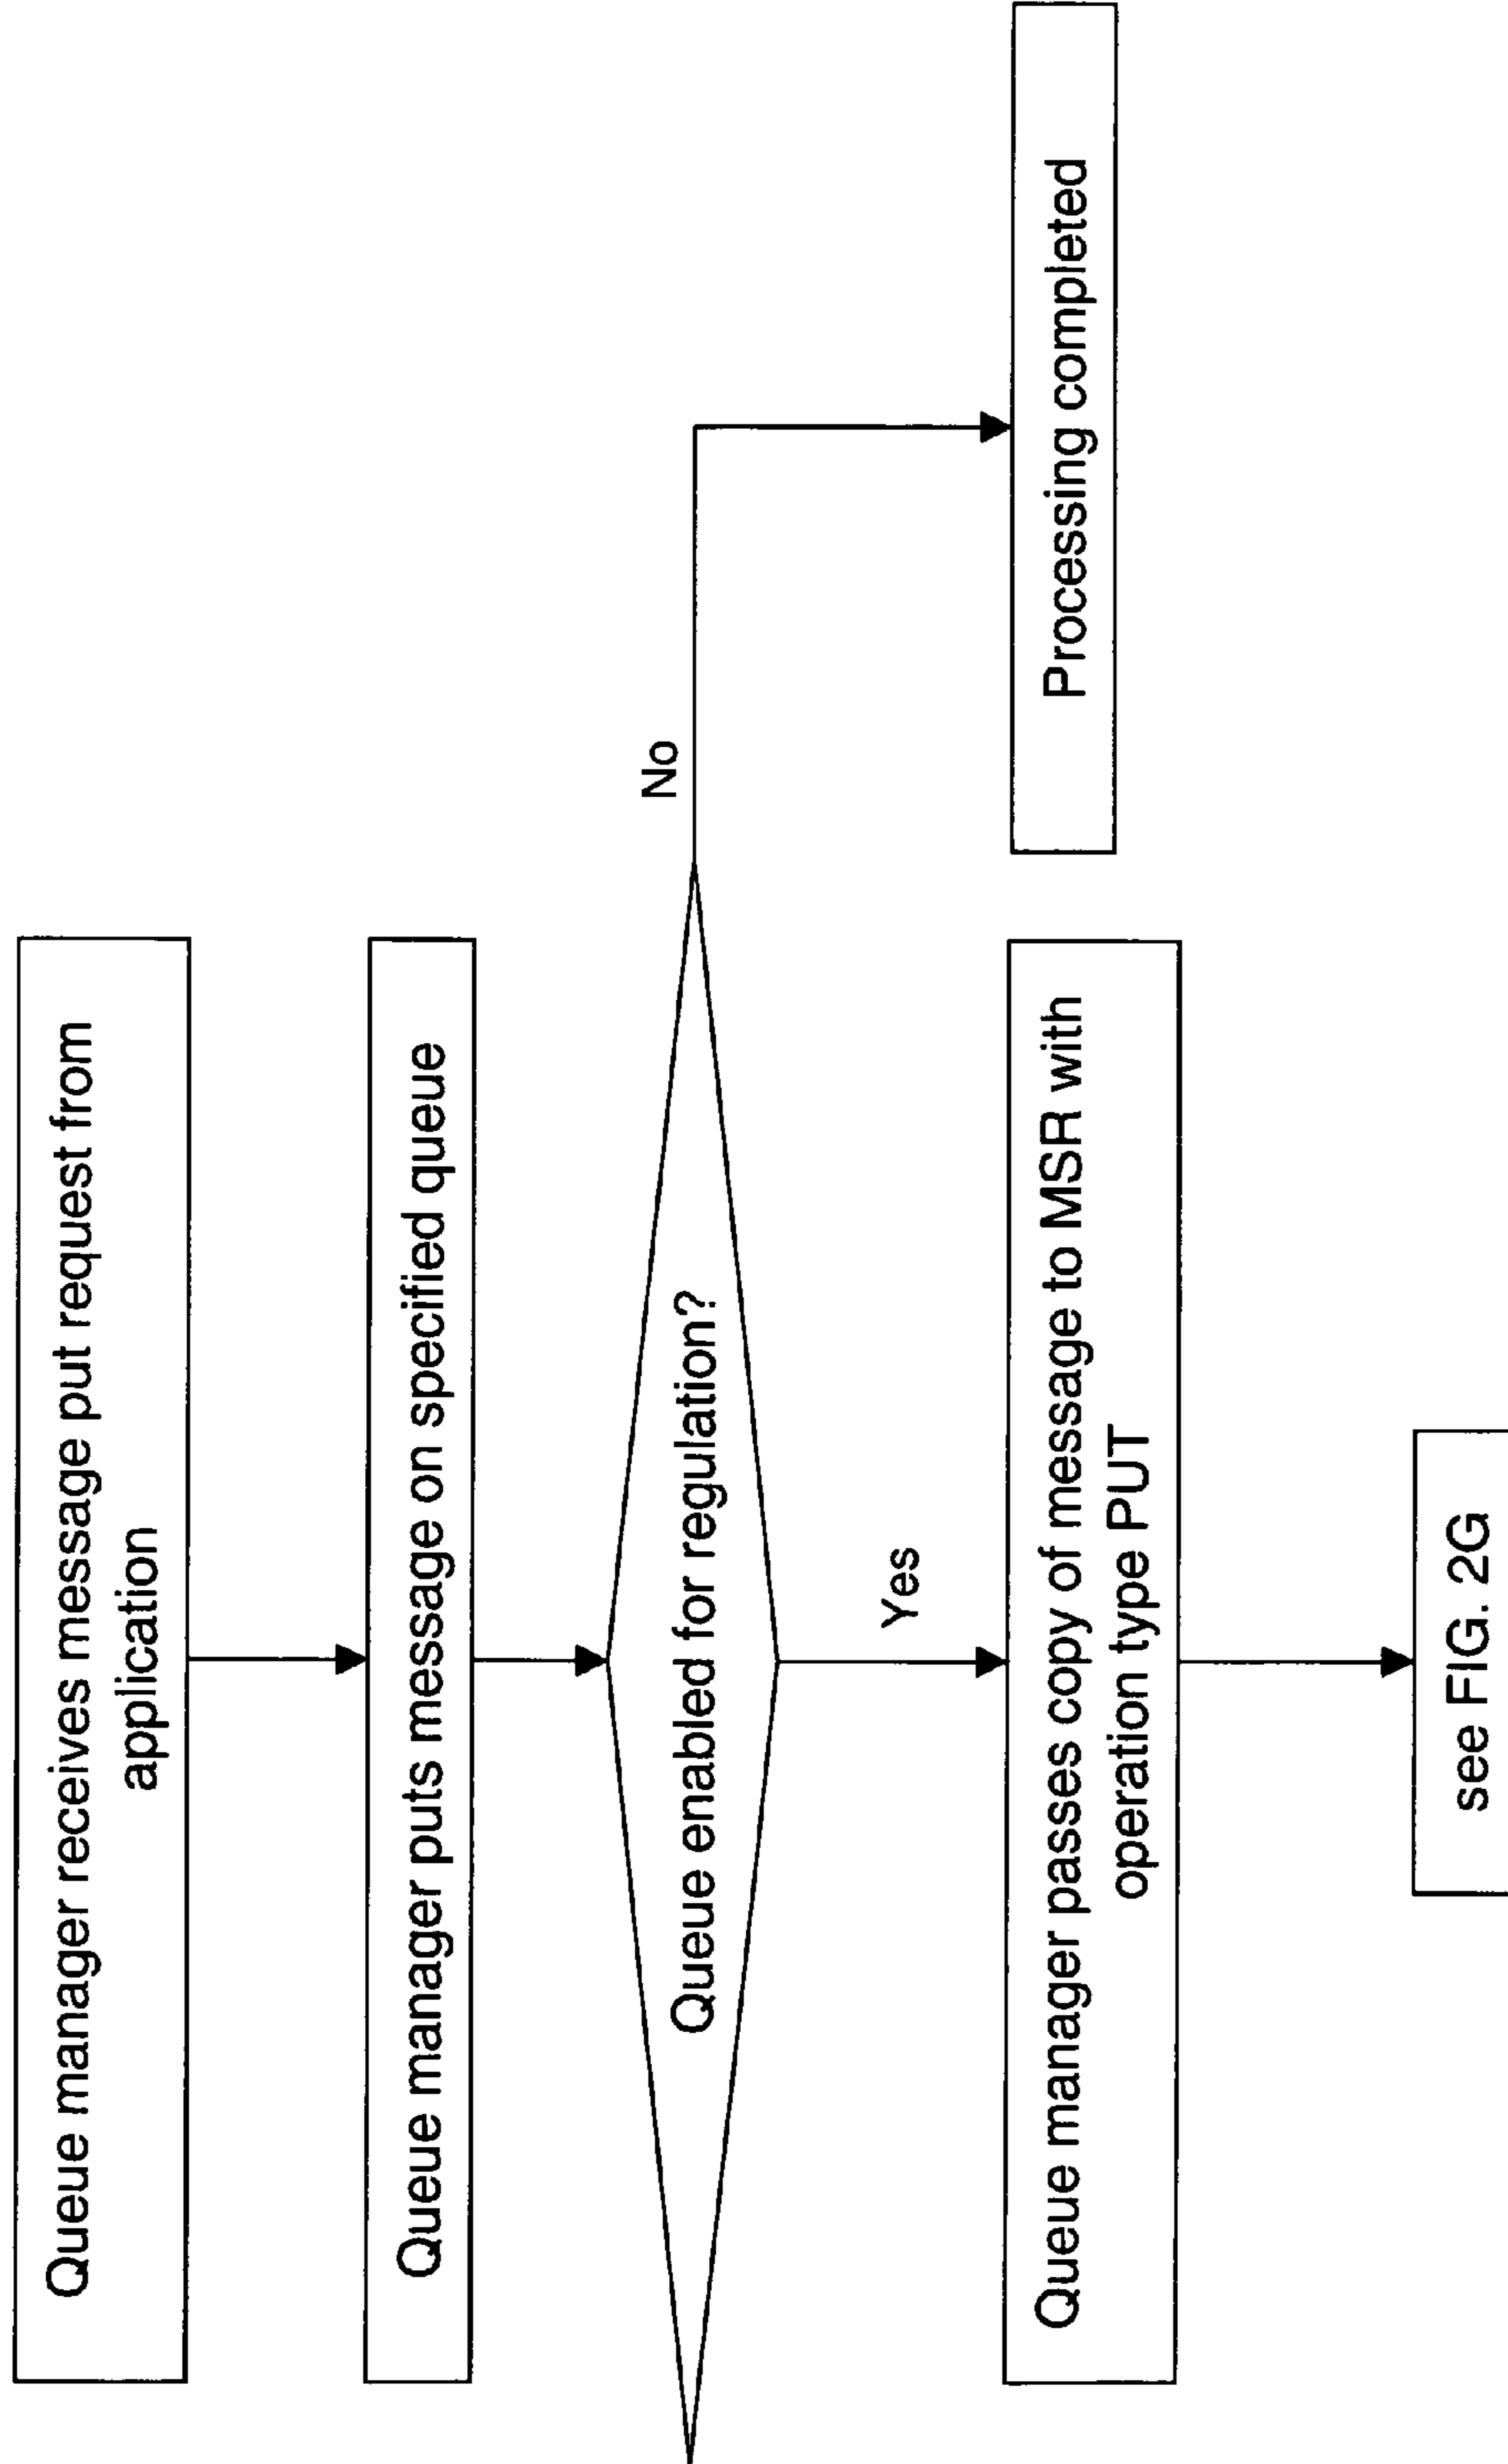 Queue manager receives message put request from
application
Queue manager puts message on specified queue
Queue enabled for regulation?
No
Yes
Queue manager passes copy of message to MSR with
operation type PUT
Processing completed
see FIG. 2G